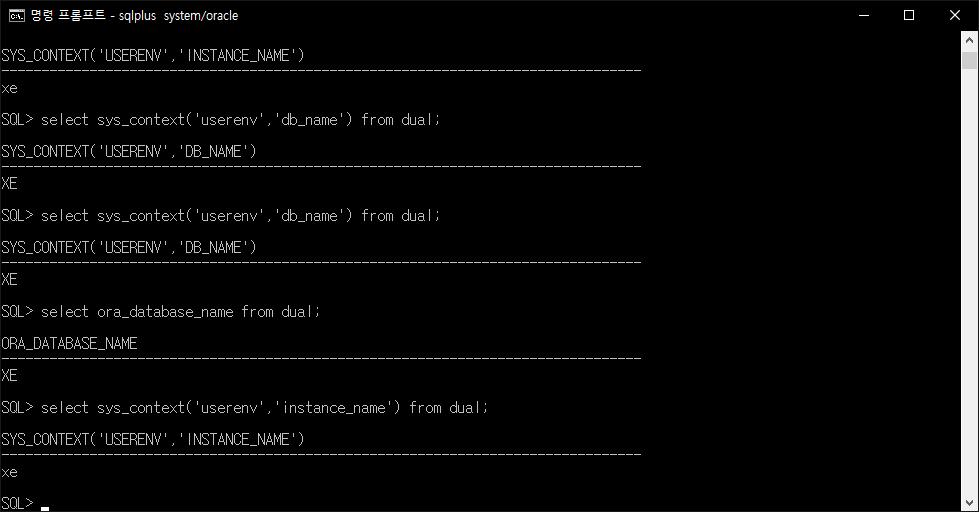 명령 프롬프트 - sqlplus  system/oracle
SYS_CONTEXT('USERENV','INSTANCE_NAME')
--------------------------------------------------------------------------------
xe
SQL> select sys_context('userenv','db_name') from dual;
SYS_CONTEXT('USERENV','DB_NAME')
--------------------------------------------------------------------------------
XE
SQL> select sys_context('userenv','db_name') from dual;
SYS_CONTEXT('USERENV','DB_NAME')
--------------------------------------------------------------------------------
XE
SQL> select ora_database_name from dual;
ORA_DATABASE_NAME
--------------------------------------------------------------------------------
XE
SQL> select sys_context('userenv','instance_name') from dual;
SYS_CONTEXT('USERENV','INSTANCE_NAME')
--------------------------------------------------------------------------------
xe
SQL>